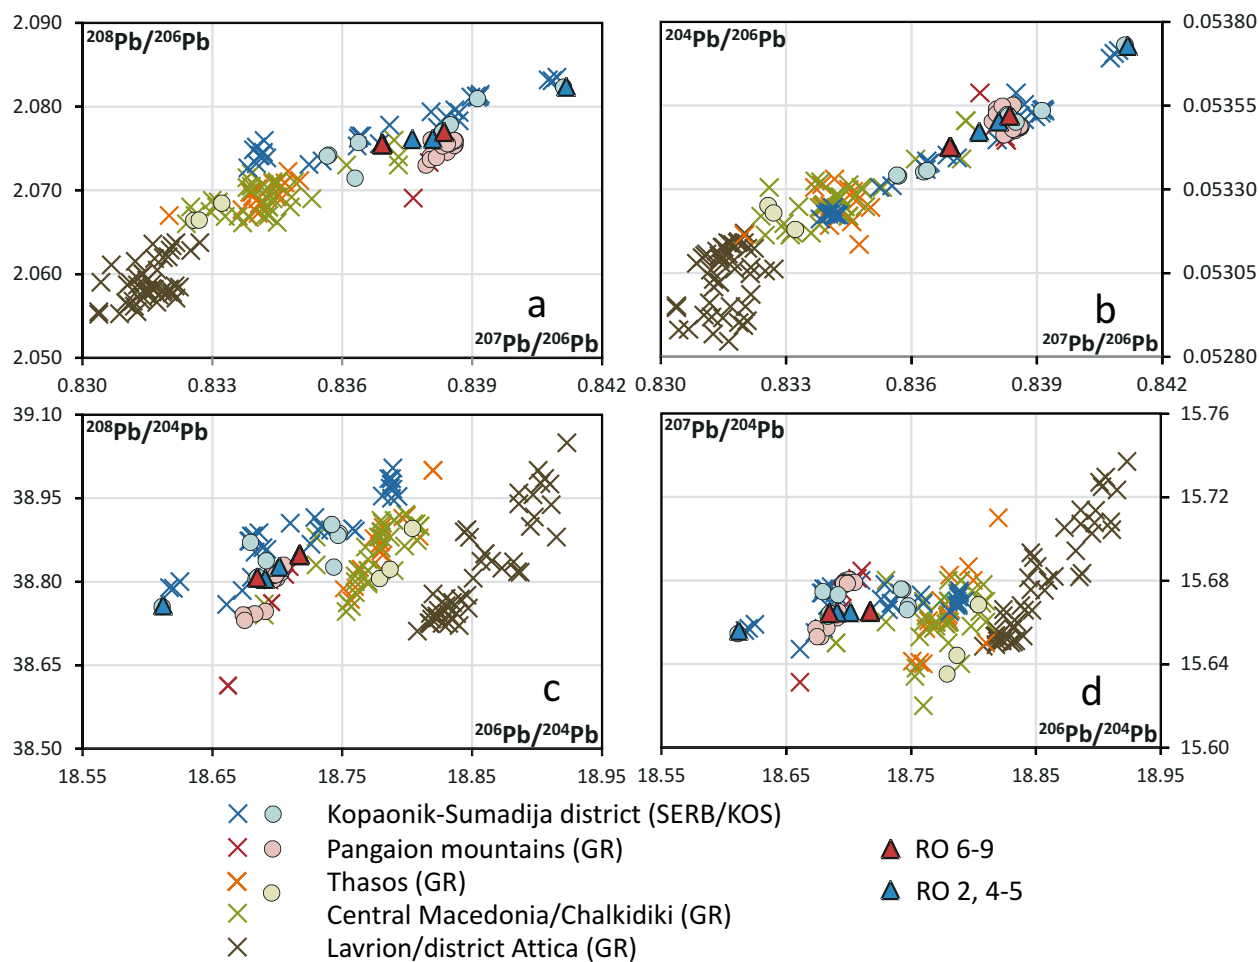 2.090
2.080
2.070
2.060
2.050
²⁰⁸Pb/²⁰⁶Pb
a
²⁰⁷Pb/²⁰⁶Pb
0.830
0.833
0.836
0.839
0.842
²⁰⁴Pb/²⁰⁶Pb
b
²⁰⁷Pb/²⁰⁶Pb
0.05380
0.05355
0.05330
0.05305
0.05280
0.830
0.833
0.836
0.839
0.842
39.10
38.95
38.80
38.65
38.50
²⁰⁸Pb/²⁰⁴Pb
c
²⁰⁶Pb/²⁰⁴Pb
18.55
18.65
18.75
18.85
18.95
²⁰⁷Pb/²⁰⁴Pb
d
²⁰⁶Pb/²⁰⁴Pb
15.76
15.72
15.68
15.64
15.60
18.55
18.65
18.75
18.85
18.95
Kopaonik-Sumadija district (SERB/KOS)
Pangaion mountains (GR)
Thasos (GR)
Central Macedonia/Chalkidiki (GR)
Lavrion/district Attica (GR)
RO 6-9
RO 2, 4-5